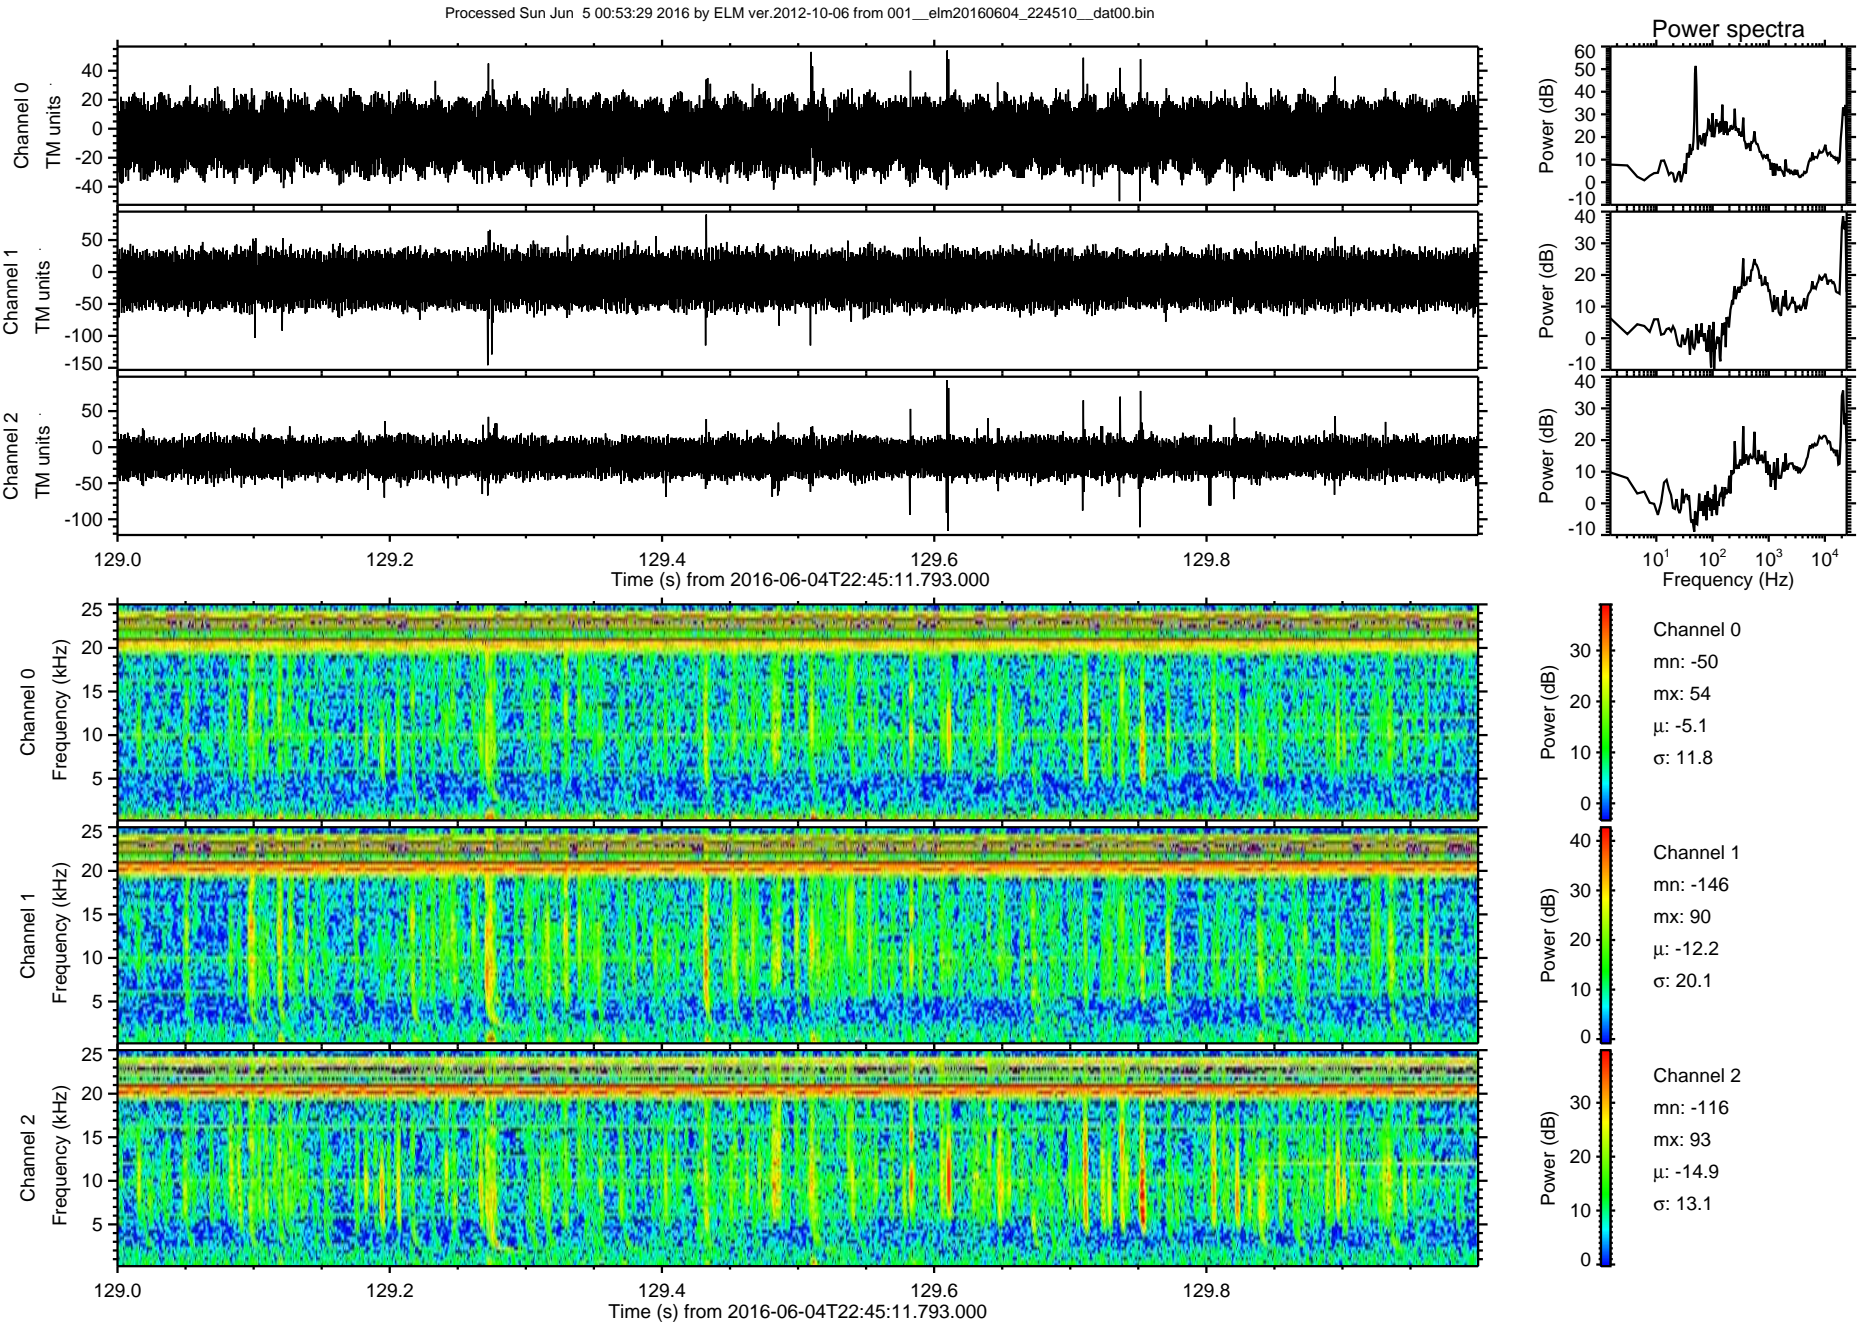 Processed Sun Jun  5 00:53:29 2016 by ELM ver.2012-10-06 from 001__elm20160604_224510__dat00.bin
Power spectra
Channel 0
TM units
40
20
0
-20
-40
Power (dB)
60
50
40
30
20
10
0
-10
Channel 1
TM units
50
0
-50
-100
-150
Power (dB)
40
30
20
10
0
-10
Channel 2
TM units
50
0
-50
-100
Power (dB)
40
30
20
10
0
-10
129.0 129.2 129.4 129.6 129.8
Time (s) from 2016-06-04T22:45:11.793.000
10^1 10^2 10^3 10^4
Frequency (Hz)
Channel 0
Frequency (kHz)
25
20
15
10
5
Power (dB)
30
20
10
0
Channel 0
mn: -50
mx: 54
μ: -5.1
σ: 11.8
Channel 1
Frequency (kHz)
25
20
15
10
5
Power (dB)
40
30
20
10
0
Channel 1
mn: -146
mx: 90
μ: -12.2
σ: 20.1
Channel 2
Frequency (kHz)
25
20
15
10
5
Power (dB)
30
20
10
0
Channel 2
mn: -116
mx: 93
μ: -14.9
σ: 13.1
129.0 129.2 129.4 129.6 129.8
Time (s) from 2016-06-04T22:45:11.793.000